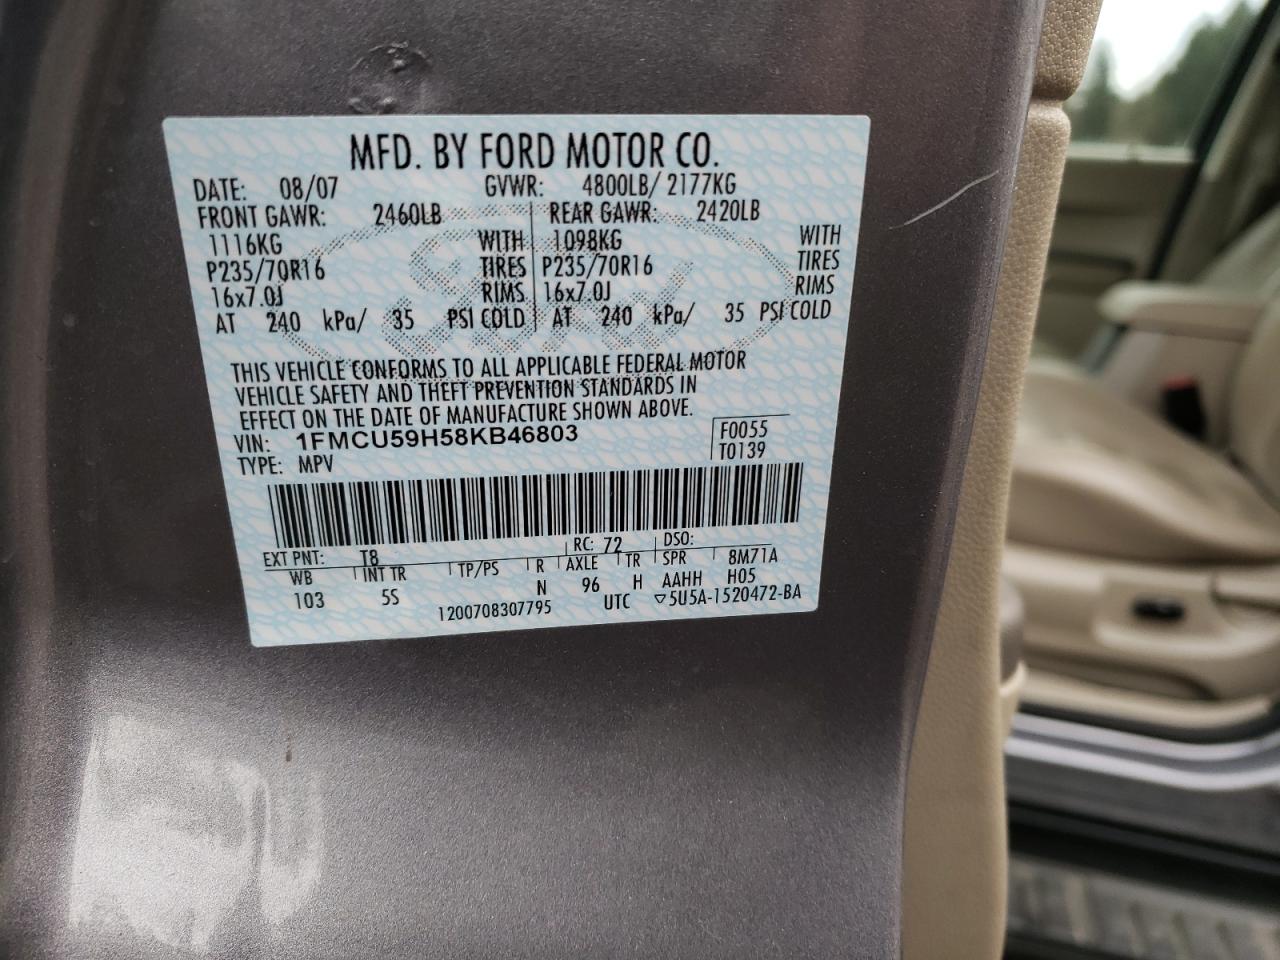 MFD. BY FORD MOTOR CO.
DATE: 08/07 GVWR: 4800LB/ 2177KG
FRONT GAWR: 2460LB REAR GAWR: 2420LB
1116KG WITH 1098KG WITH
P235/70R16 TIRES P235/70R16 TIRES
16x7.0J RIMS 16x7.0J RIMS
AT 240 kPa/ 35 PSI COLD AT 240 kPa/ 35 PSI COLD
THIS VEHICLE CONFORMS TO ALL APPLICABLE FEDERAL MOTOR
VEHICLE SAFETY AND THEFT PREVENTION STANDARDS IN
EFFECT ON THE DATE OF MANUFACTURE SHOWN ABOVE.
VIN: 1FMCU59H58KB46803 F0055
TYPE: MPV T0139
EXT PNT: T8 RC: 72 DSO:
WB INT TR TP/PS R AXLE TR SPR 8M71A
103 5S N 96 H AAHH H05
1200708307795 UTC ▽5U5A-1520472-BA